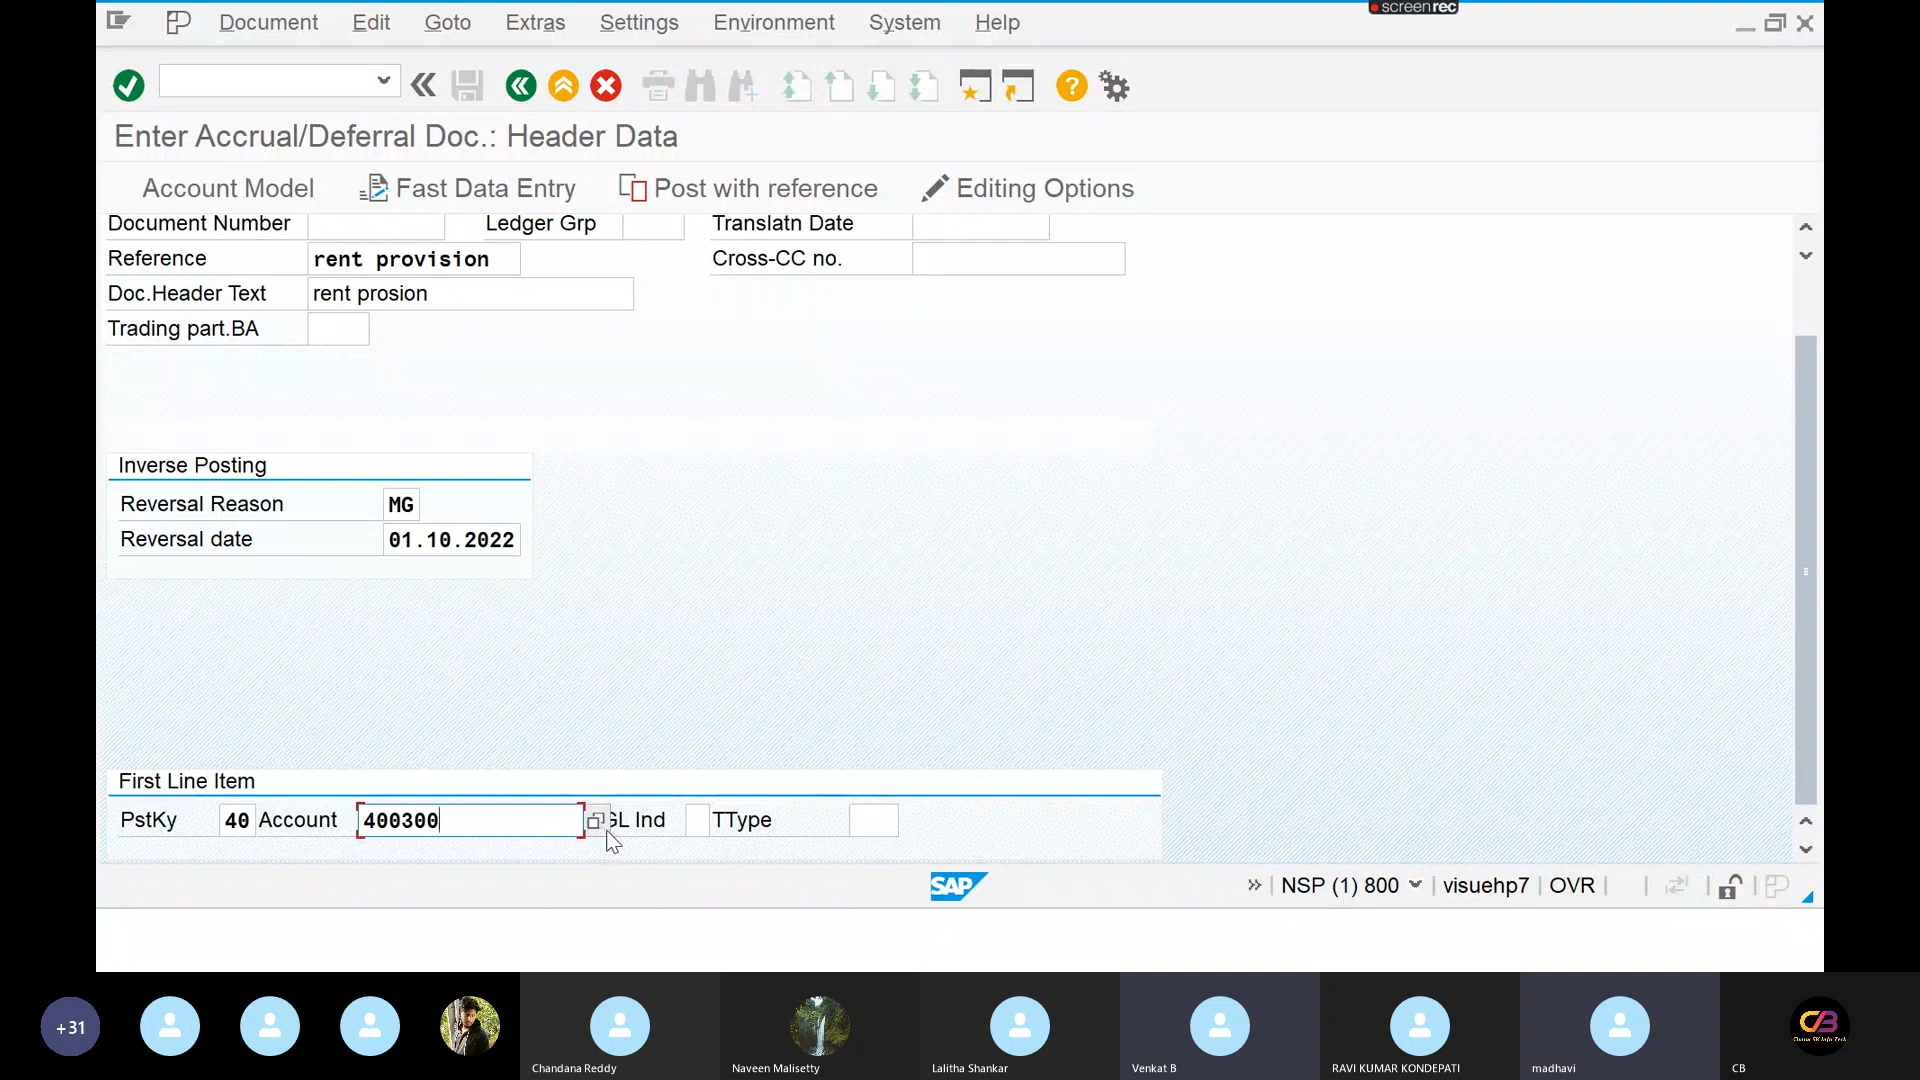 screenrec
Document Edit Goto Extras Settings Environment System Help
Enter Accrual/Deferral Doc.: Header Data
Account Model Fast Data Entry Post with reference Editing Options
Document Number Ledger Grp Translatn Date
Reference rent provision Cross-CC no.
Doc.Header Text rent prosion
Trading part.BA
Inverse Posting
Reversal Reason MG
Reversal date 01.10.2022
First Line Item
PstKy 40 Account 400300 GL Ind TType
SAP NSP (1) 800 visuehp7 OVR
+31
CB
Chandana Reddy Naveen Malisetty Lalitha Shankar Venkat B RAVI KUMAR KONDEPATI madhavi CB